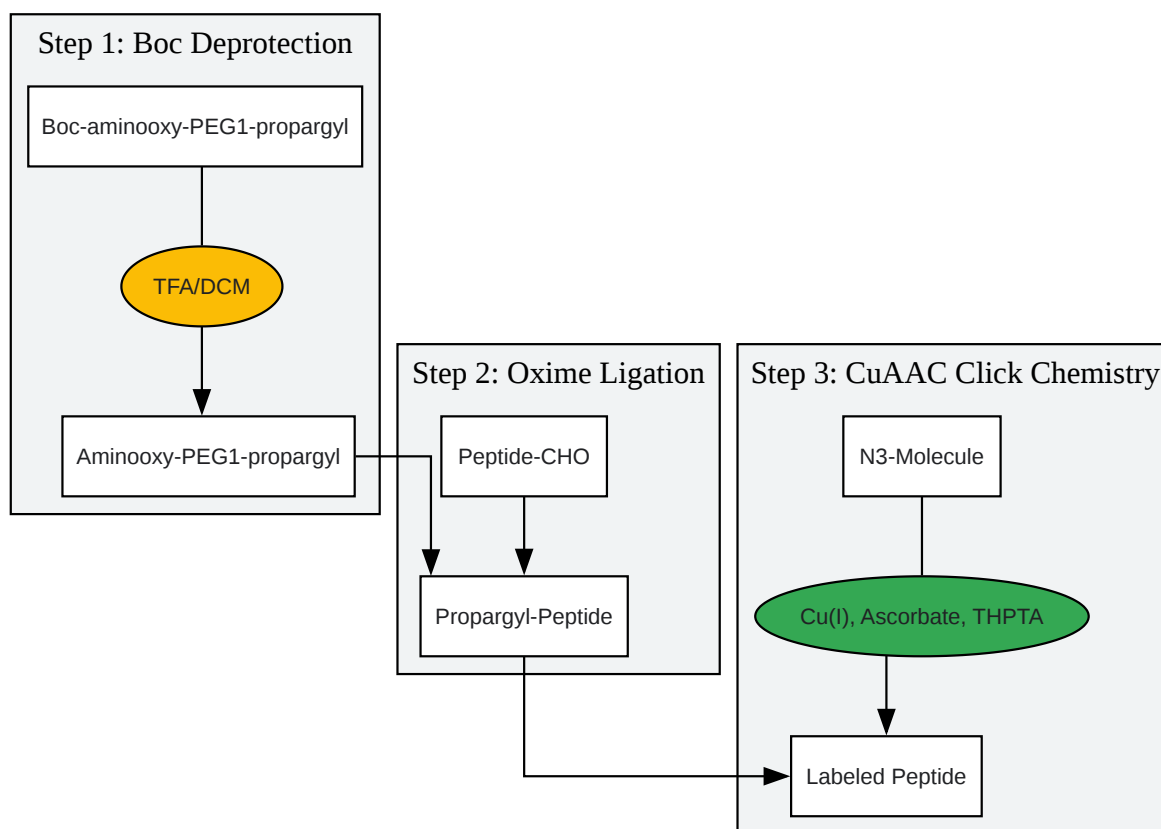 Step 1: Boc Deprotection
Boc-aminooxy-PEG1-propargyl
TFA/DCM
Aminooxy-PEG1-propargyl
Step 2: Oxime Ligation
Peptide-CHO
Propargyl-Peptide
Step 3: CuAAC Click Chemistry
N3-Molecule
Cu(I), Ascorbate, THPTA
Labeled Peptide